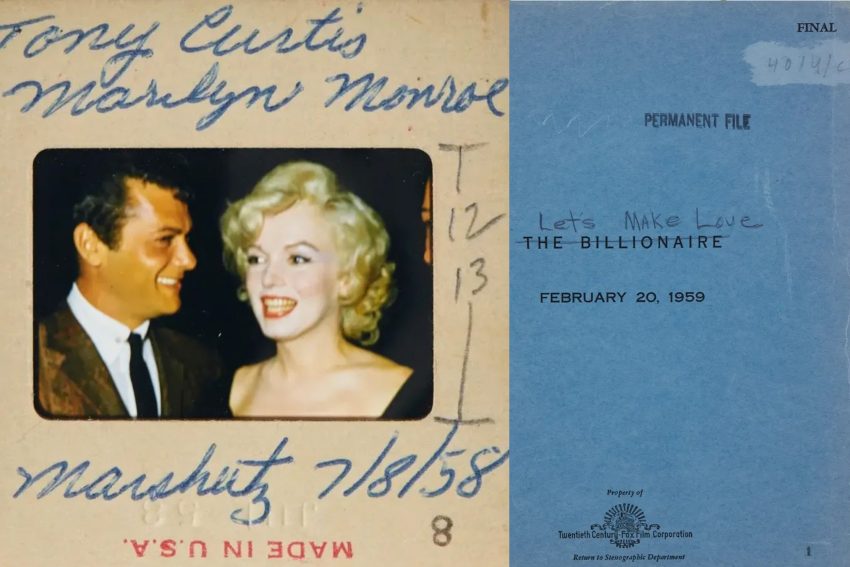 Tony Curtis
Marilyn Monroe
12
13
Marshutz 7/8/58
8
MADE IN U.S.A.
FINAL
PERMANENT FILE
Let's Make Love
THE BILLIONAIRE
FEBRUARY 20, 1959
Property of
Twentieth Century-Fox Film Corporation
Return to Stenographic Department
1